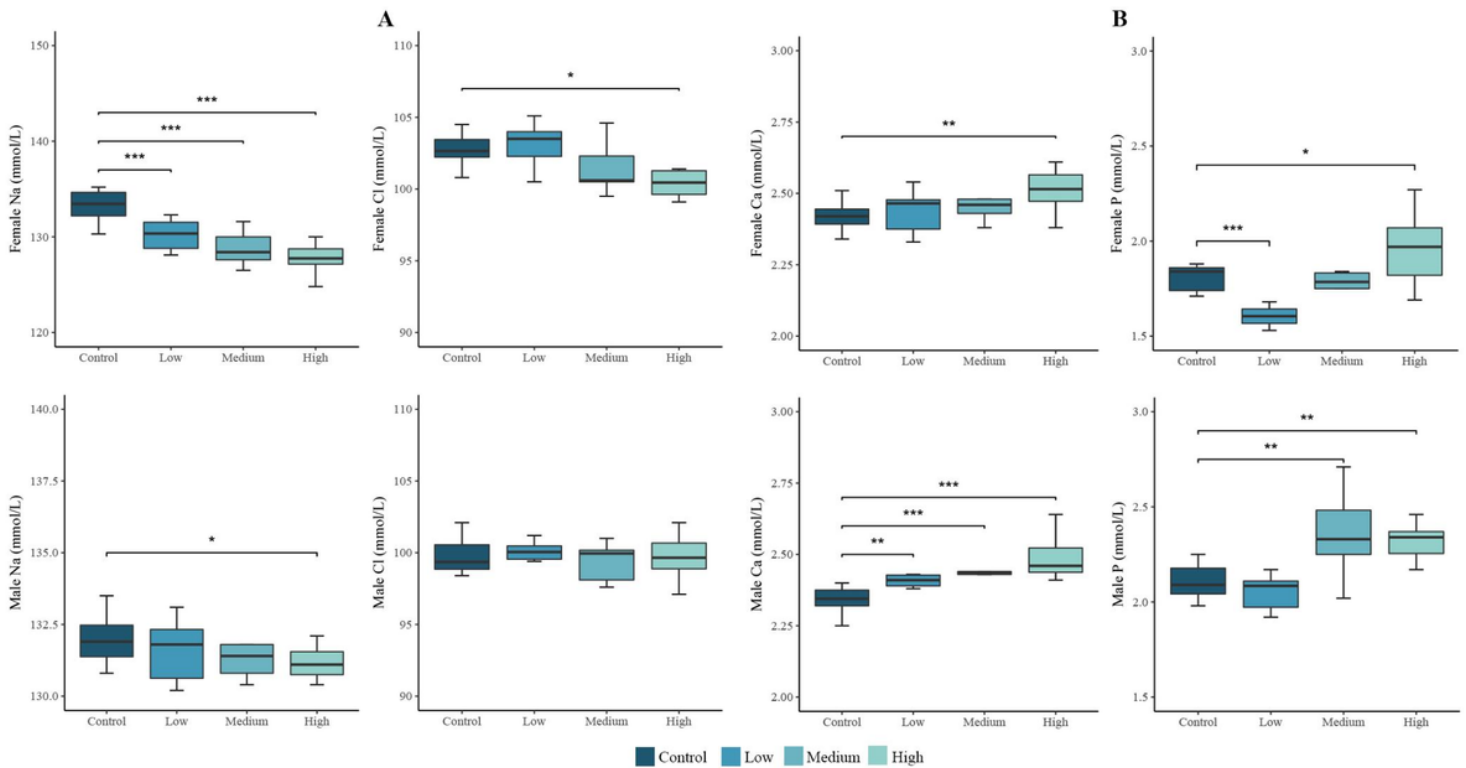 A
B
Female Na (mmol/L)
150
140
130
120
***
***
***
Control Low Medium High
Female Cl (mmol/L)
110
105
100
95
90
*
Control Low Medium High
Female Ca (mmol/L)
3.00
2.75
2.50
2.25
2.00
**
Control Low Medium High
Female P (mmol/L)
3.0
2.5
2.0
1.5
*
***
Control Low Medium High
Male Na (mmol/L)
140.0
137.5
135.0
132.5
130.0
*
Control Low Medium High
Male Cl (mmol/L)
110
105
100
95
90
Control Low Medium High
Male Ca (mmol/L)
3.00
2.75
2.50
2.25
2.00
***
***
**
Control Low Medium High
Male P (mmol/L)
3.0
2.5
2.0
1.5
**
**
Control Low Medium High
Control Low Medium High